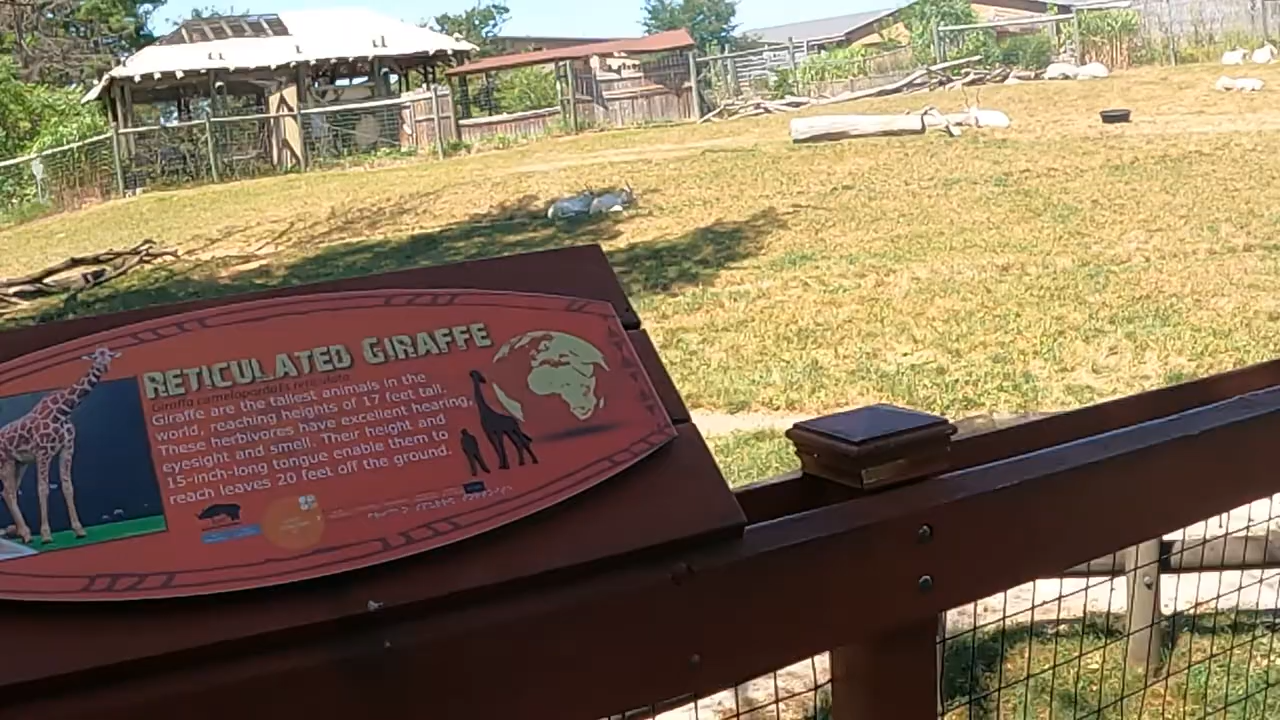 RETICULATED GIRAFFE
Giraffa camelopardalis reticulata
Giraffe are the tallest animals in the
world, reaching heights of 17 feet tall.
These herbivores have excellent hearing,
eyesight and smell. Their height and
15-inch-long tongue enable them to
reach leaves 20 feet off the ground.